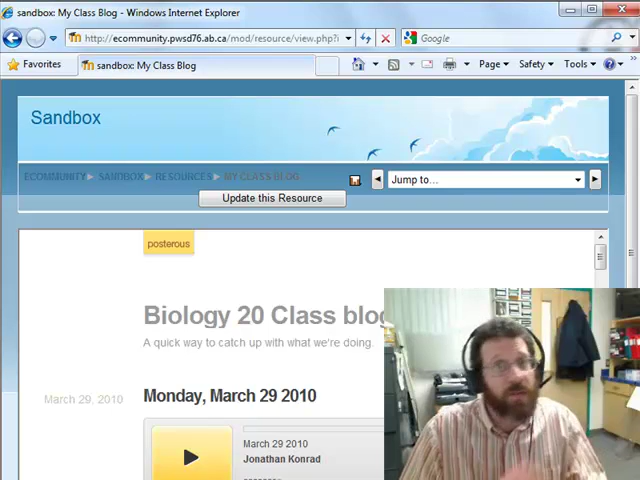 sandbox: My Class Blog - Windows Internet Explorer
http://ecommunity.pwsd76.ab.ca/mod/resource/view.php?i
Google
Favorites
sandbox: My Class Blog
Page
Safety
Tools
Sandbox
ECOMMUNITY
SANDBOX
RESOURCES
MY CLASS BLOG
Jump to...
Update this Resource
posterous
Biology 20 Class blog
A quick way to catch up with what we're doing.
March 29, 2010
Monday, March 29 2010
March 29 2010
Jonathan Konrad